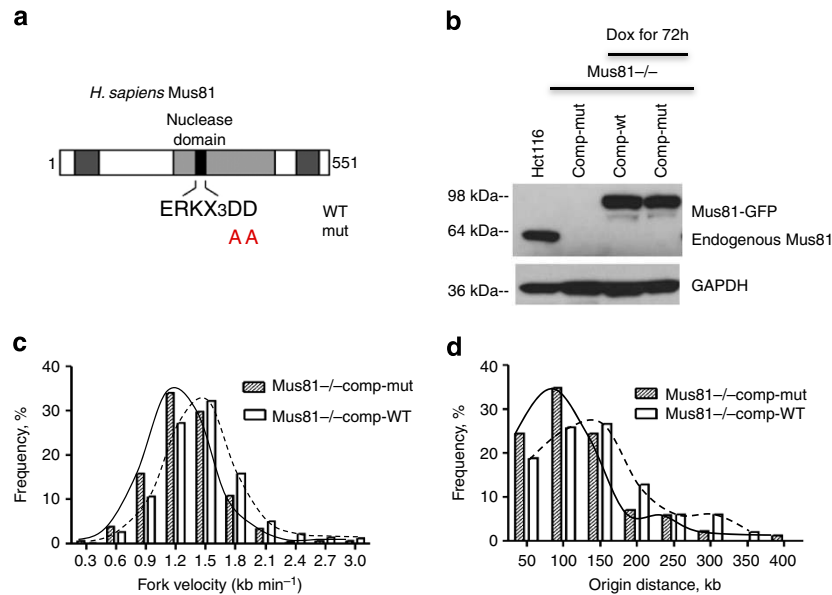 a
H. sapiens Mus81
Nuclease
domain
1
551
ERKX3DD
WT
AA
mut
b
Dox for 72h
Mus81–/–
Hct116
Comp-mut
Comp-wt
Comp-mut
98 kDa--
Mus81-GFP
64 kDa--
Endogenous Mus81
36 kDa--
GAPDH
c
Frequency, %
40
30
20
10
0
Mus81–/–comp-mut
Mus81–/–comp-WT
0.3 0.6 0.9 1.2 1.5 1.8 2.1 2.4 2.7 3.0
Fork velocity (kb min⁻¹)
d
Frequency, %
40
30
20
10
0
Mus81–/–comp-mut
Mus81–/–comp-WT
50 100 150 200 250 300 350 400
Origin distance, kb